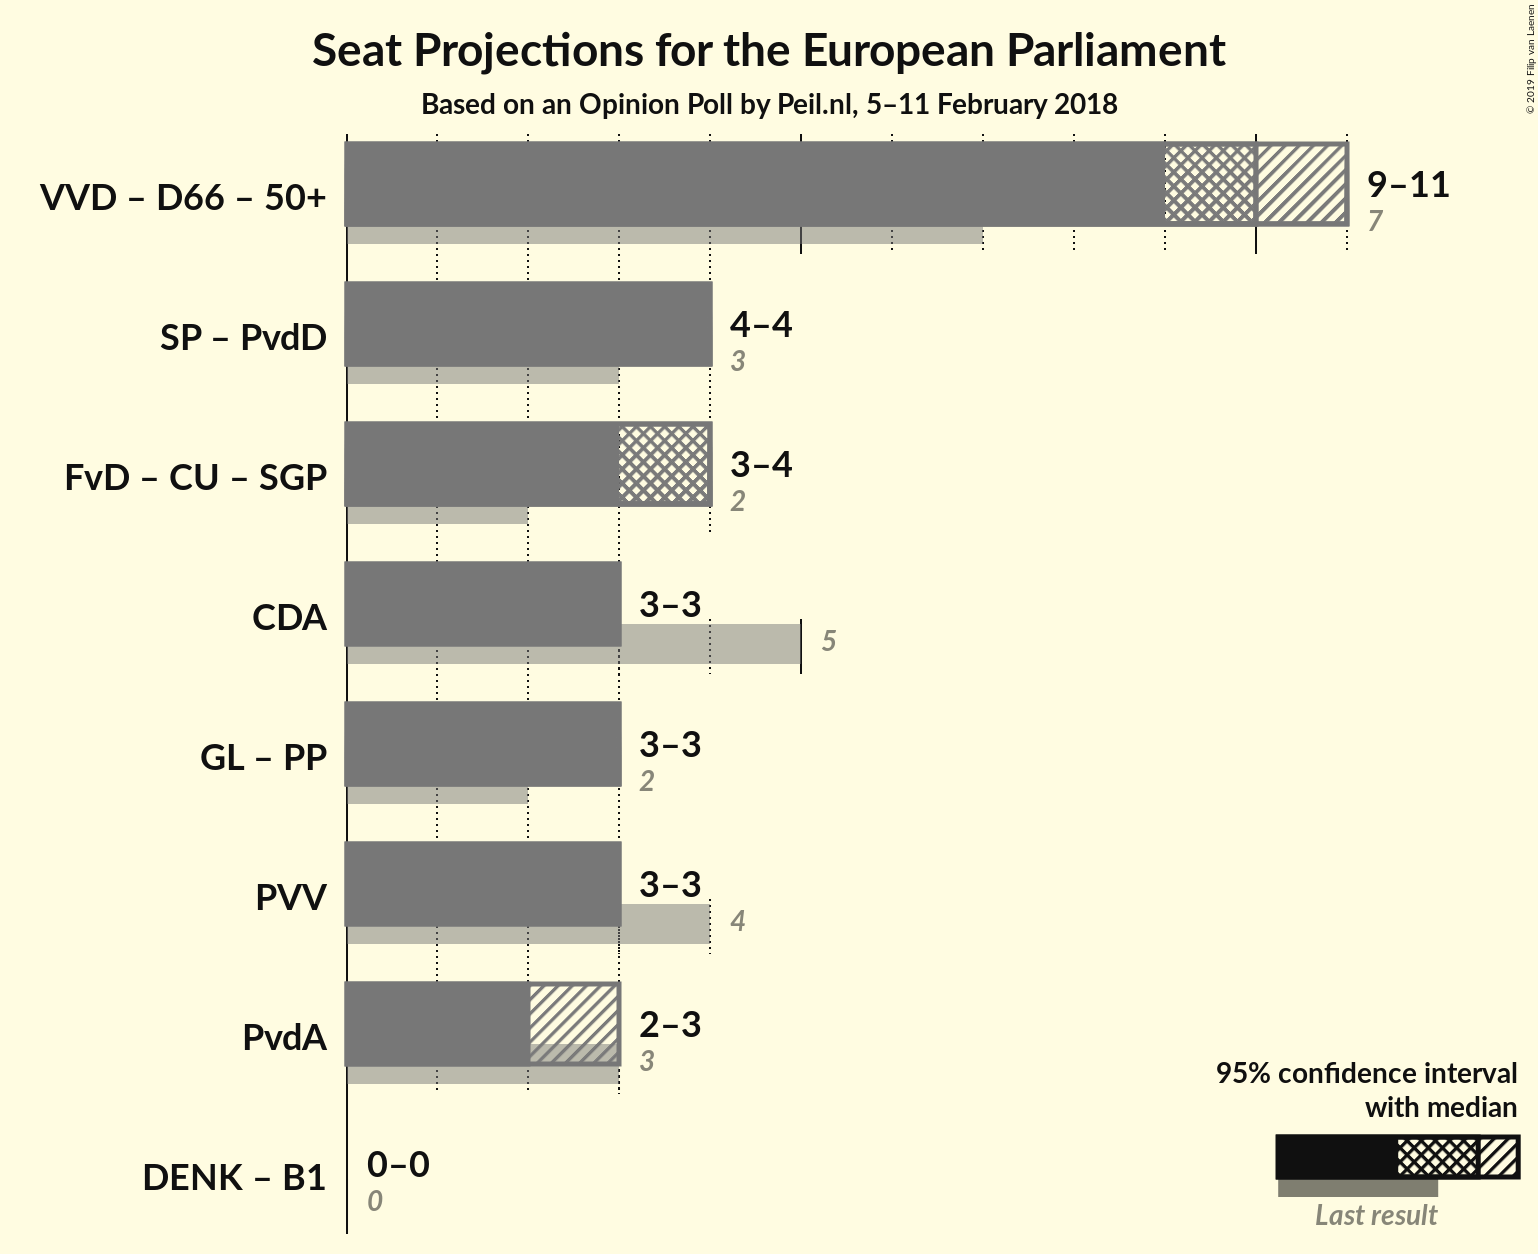 Seat Projections for the European Parliament
Based on an Opinion Poll by Peil.nl, 5–11 February 2018
© 2019 Filip van Laenen
VVD – D66 – 50+
9–11
7
SP – PvdD
4–4
3
FvD – CU – SGP
3–4
2
CDA
3–3
5
GL – PP
3–3
2
PVV
3–3
4
PvdA
2–3
3
DENK – B1
0–0
0
95% confidence interval
with median
Last result